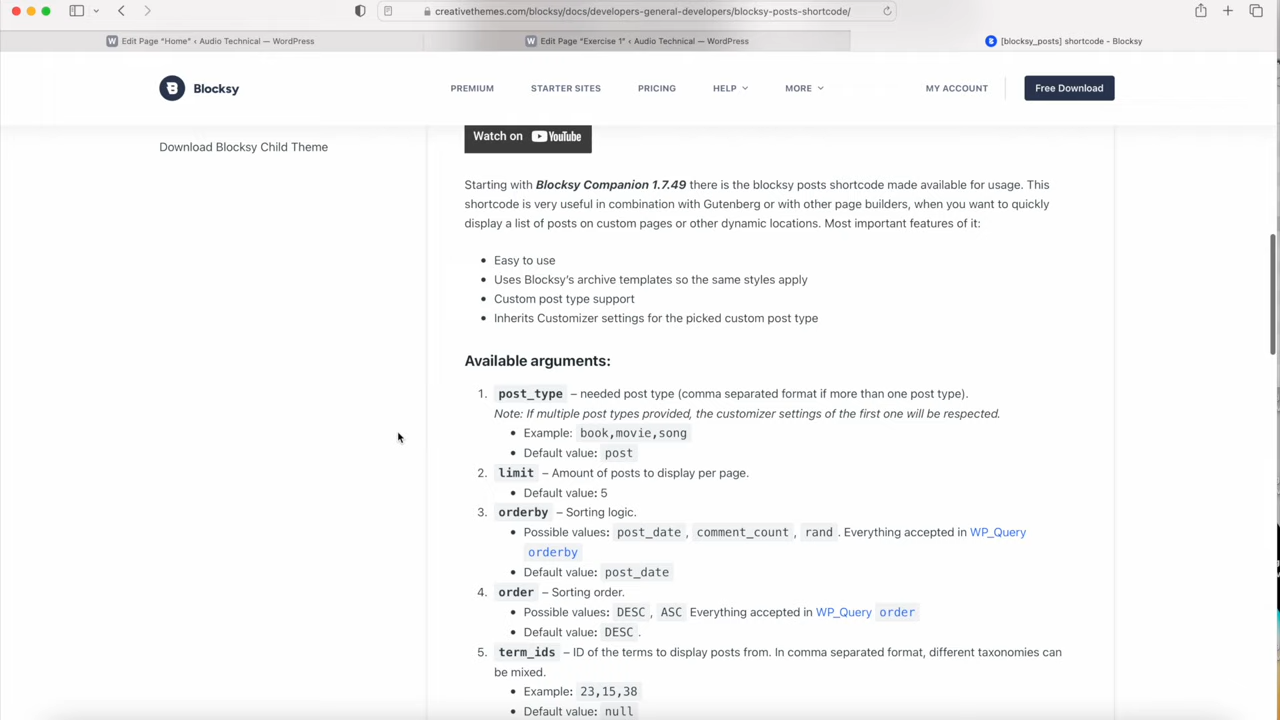 creativethemes.com/blocksy/docs/developers-general-developers/blocksy-posts-shortcode/
Edit Page "Home" ‹ Audio Technical — WordPress
Edit Page "Exercise 1" ‹ Audio Technical — WordPress
[blocksy_posts] shortcode - Blocksy
Blocksy
PREMIUM
STARTER SITES
PRICING
HELP
MORE
MY ACCOUNT
Free Download
Download Blocksy Child Theme
Watch on YouTube
Starting with Blocksy Companion 1.7.49 there is the blocksy posts shortcode made available for usage. This
shortcode is very useful in combination with Gutenberg or with other page builders, when you want to quickly
display a list of posts on custom pages or other dynamic locations. Most important features of it:
• Easy to use
• Uses Blocksy's archive templates so the same styles apply
• Custom post type support
• Inherits Customizer settings for the picked custom post type
Available arguments:
1. post_type – needed post type (comma separated format if more than one post type).
Note: If multiple post types provided, the customizer settings of the first one will be respected.
• Example: book,movie,song
• Default value: post
2. limit – Amount of posts to display per page.
• Default value: 5
3. orderby – Sorting logic.
• Possible values: post_date , comment_count , rand . Everything accepted in WP_Query
orderby
• Default value: post_date
4. order – Sorting order.
• Possible values: DESC , ASC Everything accepted in WP_Query order
• Default value: DESC .
5. term_ids – ID of the terms to display posts from. In comma separated format, different taxonomies can
be mixed.
• Example: 23,15,38
• Default value: null